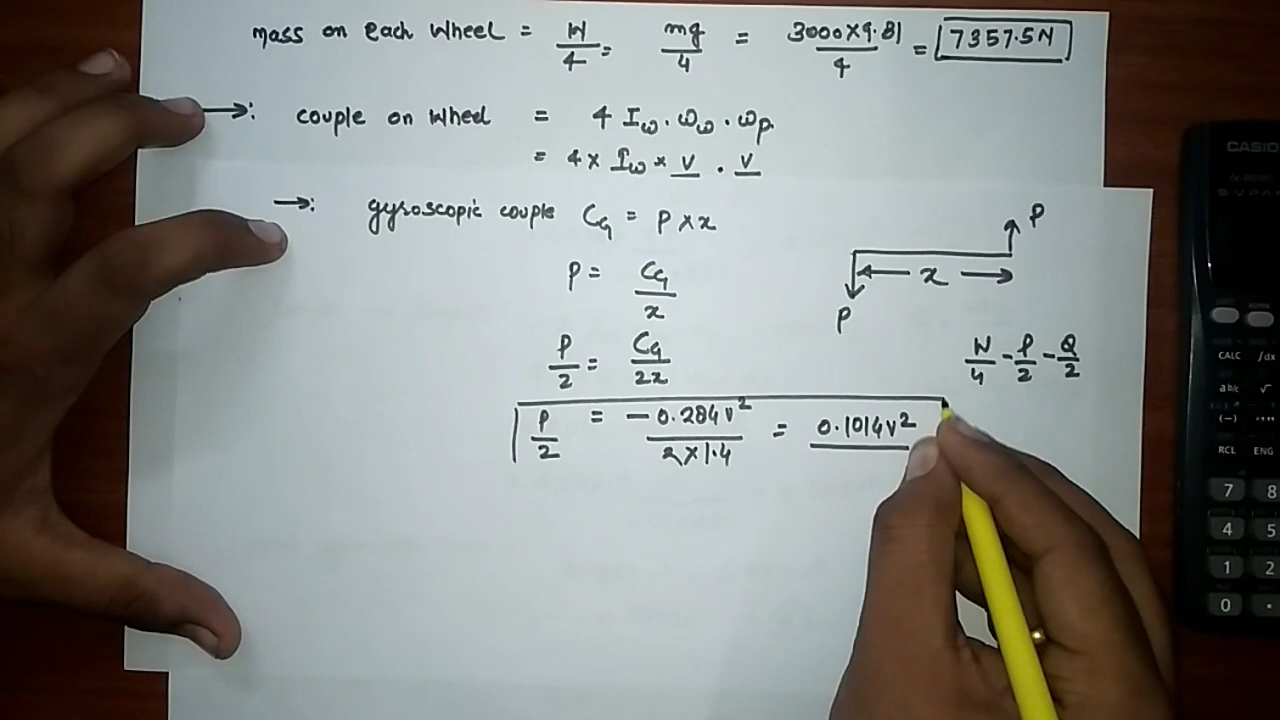 mass on each wheel = W/4 = mg/4 = 3000×9.81/4 = 7357.5N
→: couple on wheel = 4 Iω.ωω.ωp.
= 4× Iω × V . V
→: gyroscopic couple CG = P×x
P = CG/x
P/2 = CG/2x
P/2 = -0.284V²/2×1.4 = 0.1014V²
P
x
P
W/4 - P/2 - Q/2
CASIO
CALC ∫dx
ab/c √
(-)
RCL ENG
7 8
4 5
1 2
0 .